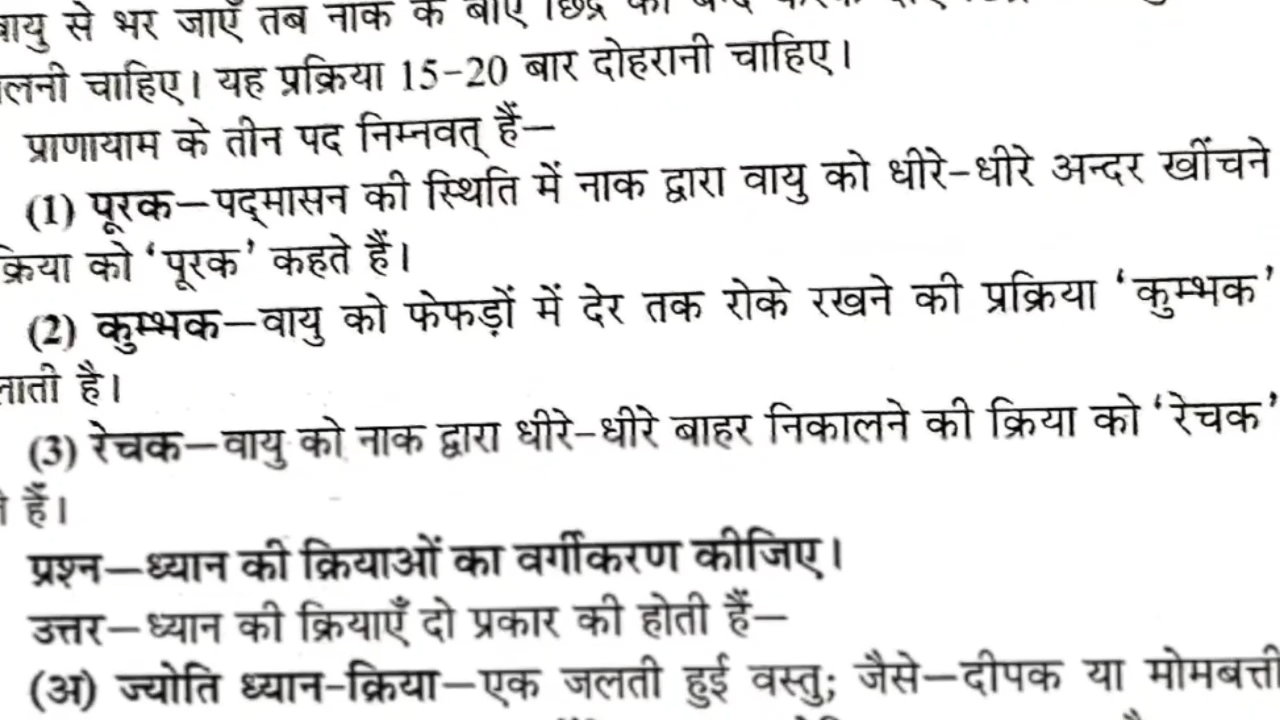 वायु से भर जाएँ तब नाक के बाएँ छिद्र को बन्द करके
लनी चाहिए। यह प्रक्रिया 15-20 बार दोहरानी चाहिए।
प्राणायाम के तीन पद निम्नवत् हैं—
(1) पूरक—पद्‌मासन की स्थिति में नाक द्वारा वायु को धीरे-धीरे अन्दर खींचने
क्रिया को ‘पूरक’ कहते हैं।
(2) कुम्भक—वायु को फेफड़ों में देर तक रोके रखने की प्रक्रिया ‘कुम्भक’
लाती है।
(3) रेचक—वायु को नाक द्वारा धीरे-धीरे बाहर निकालने की क्रिया को ‘रेचक’
हैं।
प्रश्न—ध्यान की क्रियाओं का वर्गीकरण कीजिए।
उत्तर—ध्यान की क्रियाएँ दो प्रकार की होती हैं—
(अ) ज्योति ध्यान-क्रिया—एक जलती हुई वस्तु; जैसे—दीपक या मोमबत्ती